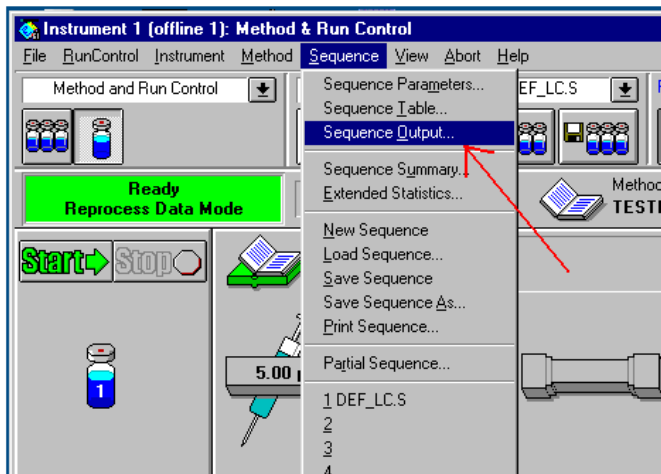 Instrument 1 (offline 1): Method & Run Control
File RunControl Instrument Method Sequence View Abort Help
Method and Run Control
EF_LC.S
Sequence Parameters...
Sequence Table...
Sequence Output...
Sequence Summary...
Extended Statistics...
New Sequence
Load Sequence...
Save Sequence
Save Sequence As...
Print Sequence...
Partial Sequence...
1 DEF_LC.S
2
3
4
Ready
Reprocess Data Mode
Metho
TEST
Start
Stop
5.00
1